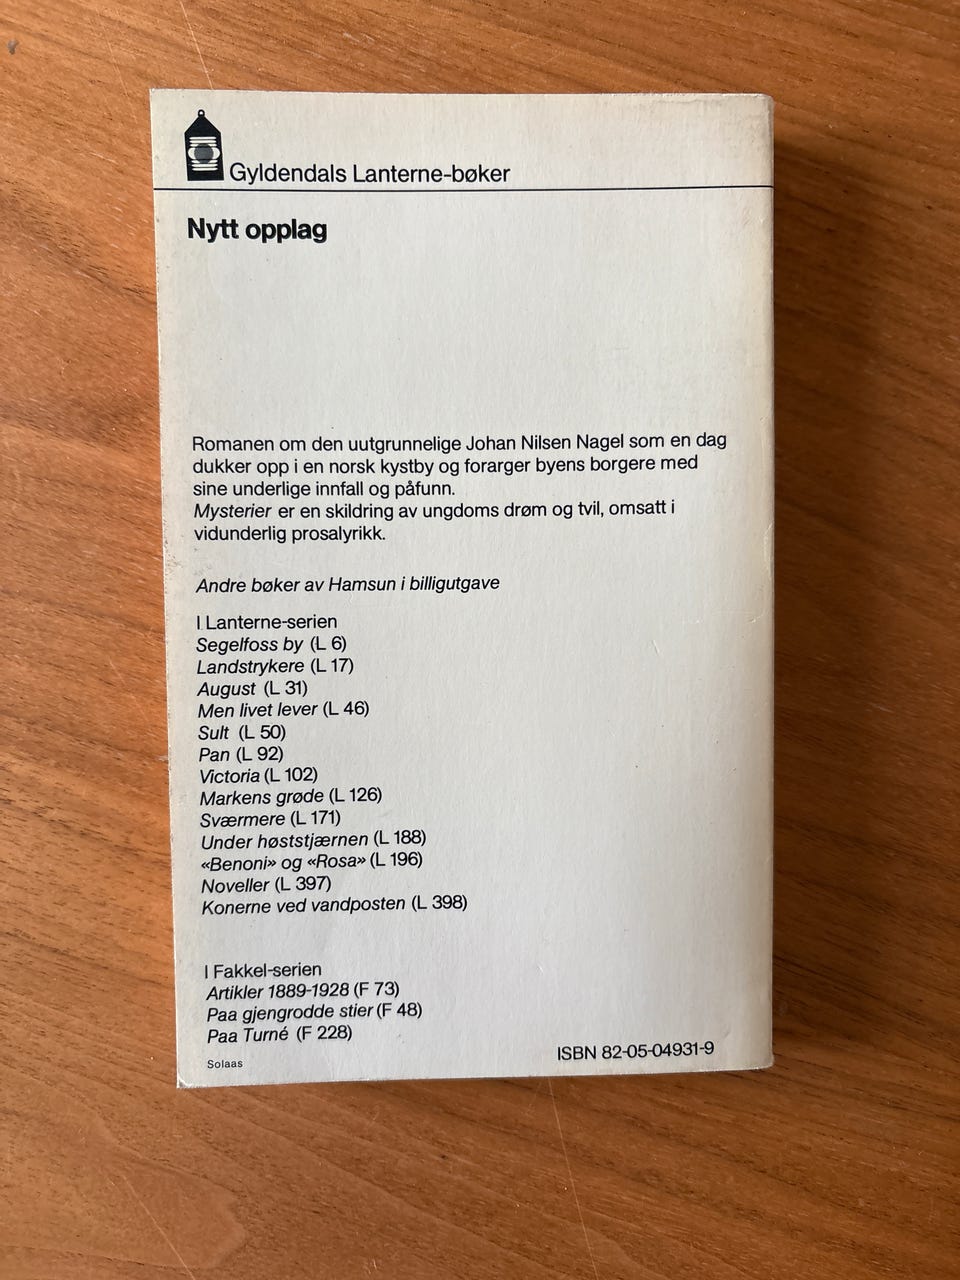 Gyldendals Lanterne-bøker
Nytt opplag
Romanen om den uutgrunnelige Johan Nilsen Nagel som en dag
dukker opp i en norsk kystby og forarger byens borgere med
sine underlige innfall og påfunn.
Mysterier er en skildring av ungdoms drøm og tvil, omsatt i
vidunderlig prosalyrikk.
Andre bøker av Hamsun i billigutgave
I Lanterne-serien
Segelfoss by (L 6)
Landstrykere (L 17)
August (L 31)
Men livet lever (L 46)
Sult (L 50)
Pan (L 92)
Victoria (L 102)
Markens grøde (L 126)
Sværmere (L 171)
Under høststjærnen (L 188)
«Benoni» og «Rosa» (L 196)
Noveller (L 397)
Konerne ved vandposten (L 398)
I Fakkel-serien
Artikler 1889-1928 (F 73)
Paa gjengrodde stier (F 48)
Paa Turné (F 228)
Solaas
ISBN 82-05-04931-9